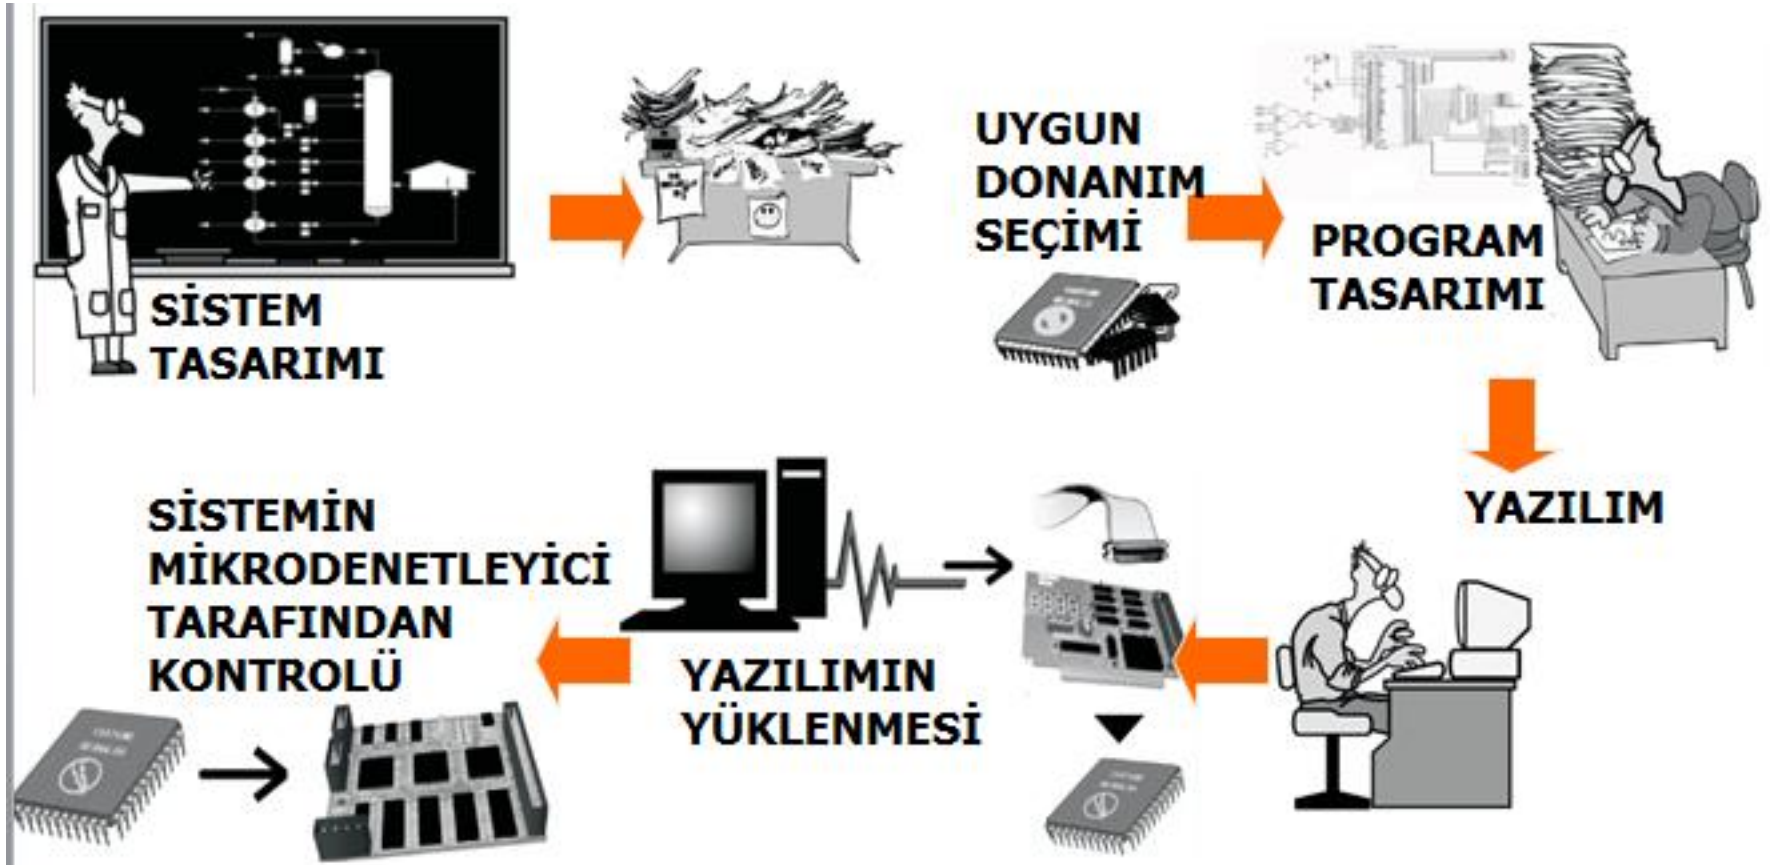 SİSTEM
TASARIMI
UYGUN
DONANIM
SEÇİMİ
PROGRAM
TASARIMI
YAZILIM
YAZILIMIN
YÜKLENMESİ
SİSTEMİN
MİKRODENETLEYİCİ
TARAFINDAN
KONTROLÜ